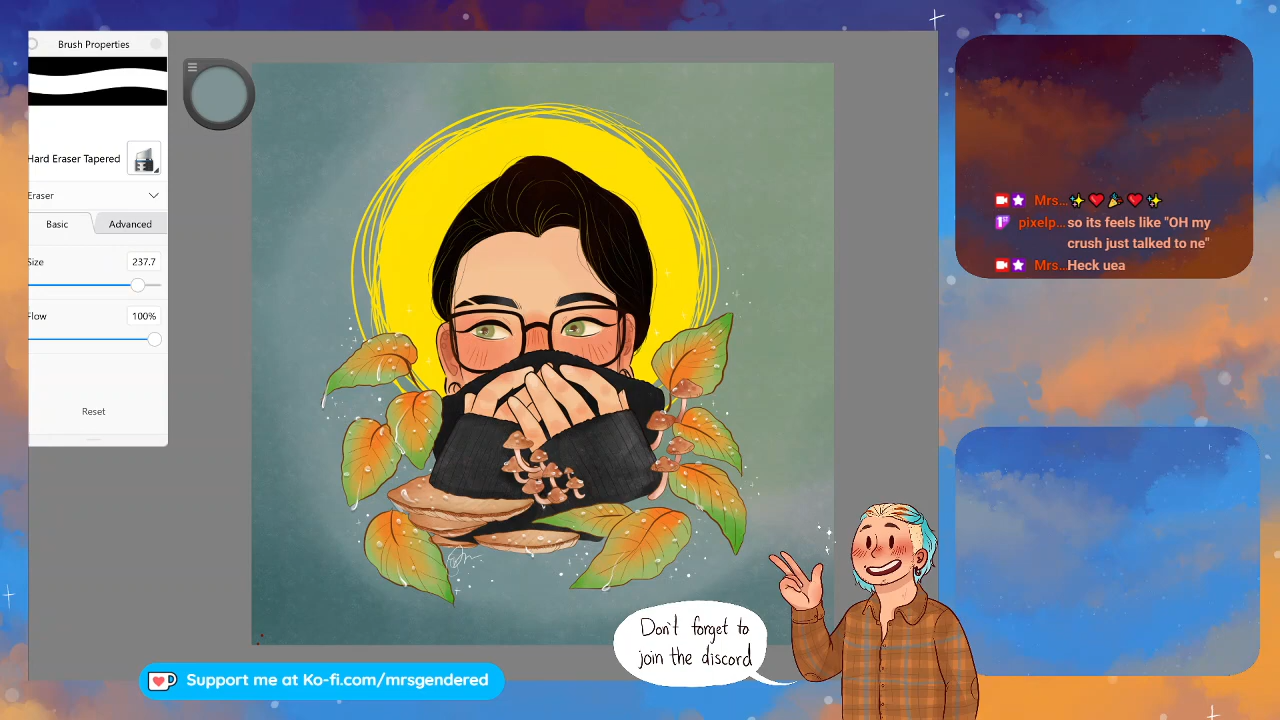 Brush Properties
Hard Eraser Tapered
Eraser
Basic
Advanced
Size
237.7
Flow
100%
Reset
Mrs...
pixelp... so its feels like "OH my
crush just talked to ne"
Mrs... Heck uea
Don't forget to
join the discord
Support me at Ko-fi.com/mrsgendered